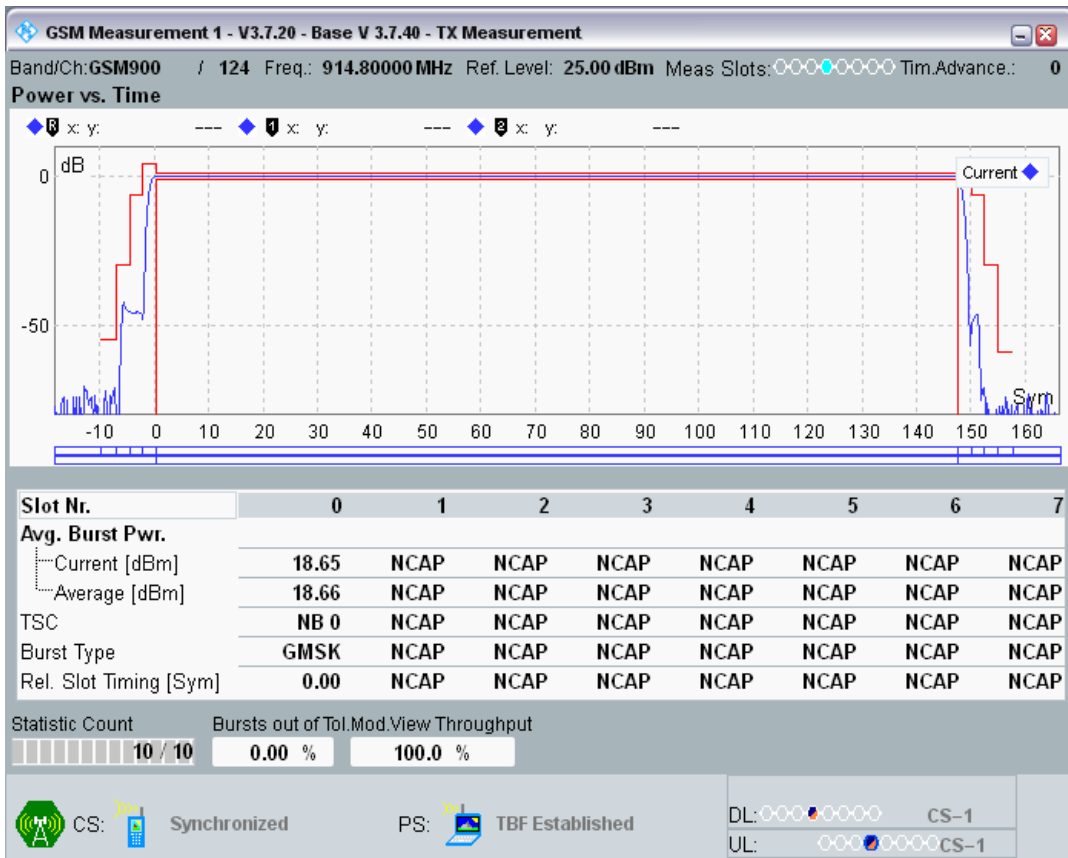 GSM Measurement 1 - V3.7.20 - Base V 3.7.40 - TX Measurement
Band/Ch:GSM900 / 124 Freq.: 914.80000 MHz Ref. Level: 25.00 dBm Meas Slots: Tim.Advance.: 0
Power vs. Time
R x: y: --- 1 x: y: --- 2 x: y: ---
dB
Current
0
-50
Sym
-10 0 10 20 30 40 50 60 70 80 90 100 110 120 130 140 150 160
Slot Nr. 0 1 2 3 4 5 6 7
Avg. Burst Pwr.
Current [dBm] 18.65 NCAP NCAP NCAP NCAP NCAP NCAP NCAP
Average [dBm] 18.66 NCAP NCAP NCAP NCAP NCAP NCAP NCAP
TSC NB 0 NCAP NCAP NCAP NCAP NCAP NCAP NCAP
Burst Type GMSK NCAP NCAP NCAP NCAP NCAP NCAP NCAP
Rel. Slot Timing [Sym] 0.00 NCAP NCAP NCAP NCAP NCAP NCAP NCAP
Statistic Count Bursts out of Tol.Mod.View Throughput
10 / 10 0.00 % 100.0 %
CS: Synchronized PS: TBF Established
DL: CS-1
UL: CS-1